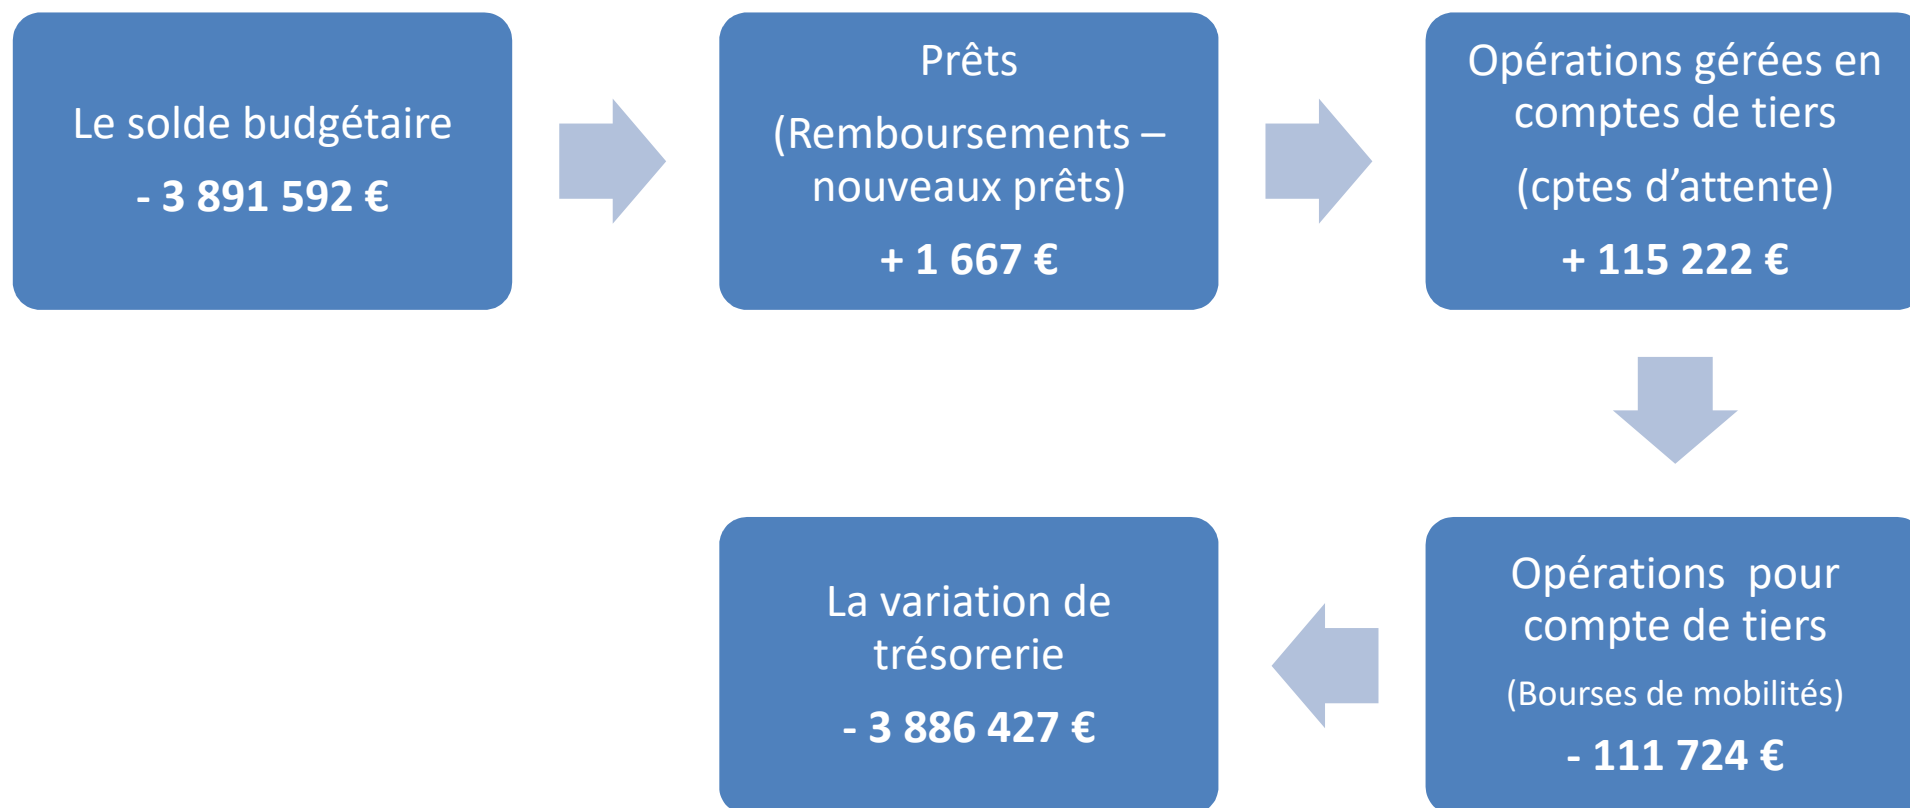 Le solde budgétaire
- 3 891 592 €
Prêts
(Remboursements –
nouveaux prêts)
+ 1 667 €
Opérations gérées en
comptes de tiers
(cptes d’attente)
+ 115 222 €
Opérations  pour
compte de tiers
(Bourses de mobilités)
- 111 724 €
La variation de
trésorerie
- 3 886 427 €